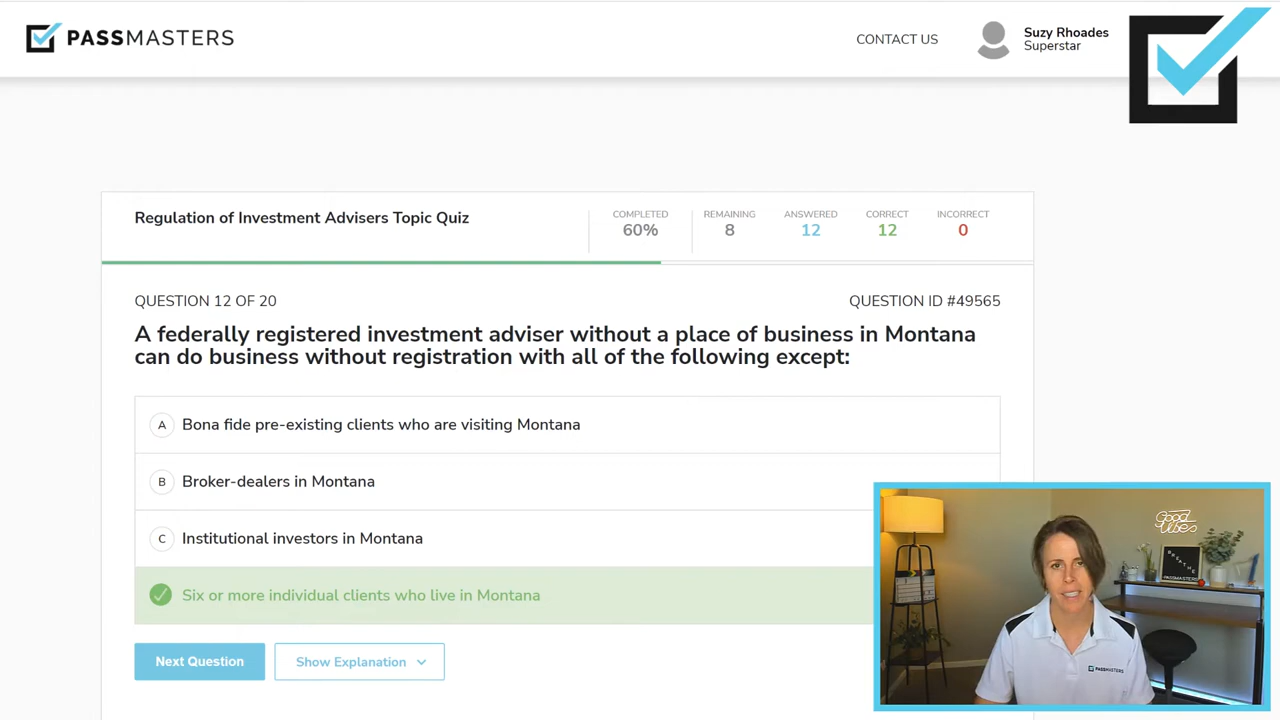 PASSMASTERS
CONTACT US
Suzy Rhoades
Superstar
Regulation of Investment Advisers Topic Quiz
COMPLETED
60%
REMAINING
8
ANSWERED
12
CORRECT
12
INCORRECT
0
QUESTION 12 OF 20
QUESTION ID #49565
A federally registered investment adviser without a place of business in Montana
can do business without registration with all of the following except:
A
Bona fide pre-existing clients who are visiting Montana
B
Broker-dealers in Montana
C
Institutional investors in Montana
Six or more individual clients who live in Montana
Next Question
Show Explanation
Good
Vibes
BREATHE
PASSMASTERS
PASSMASTERS